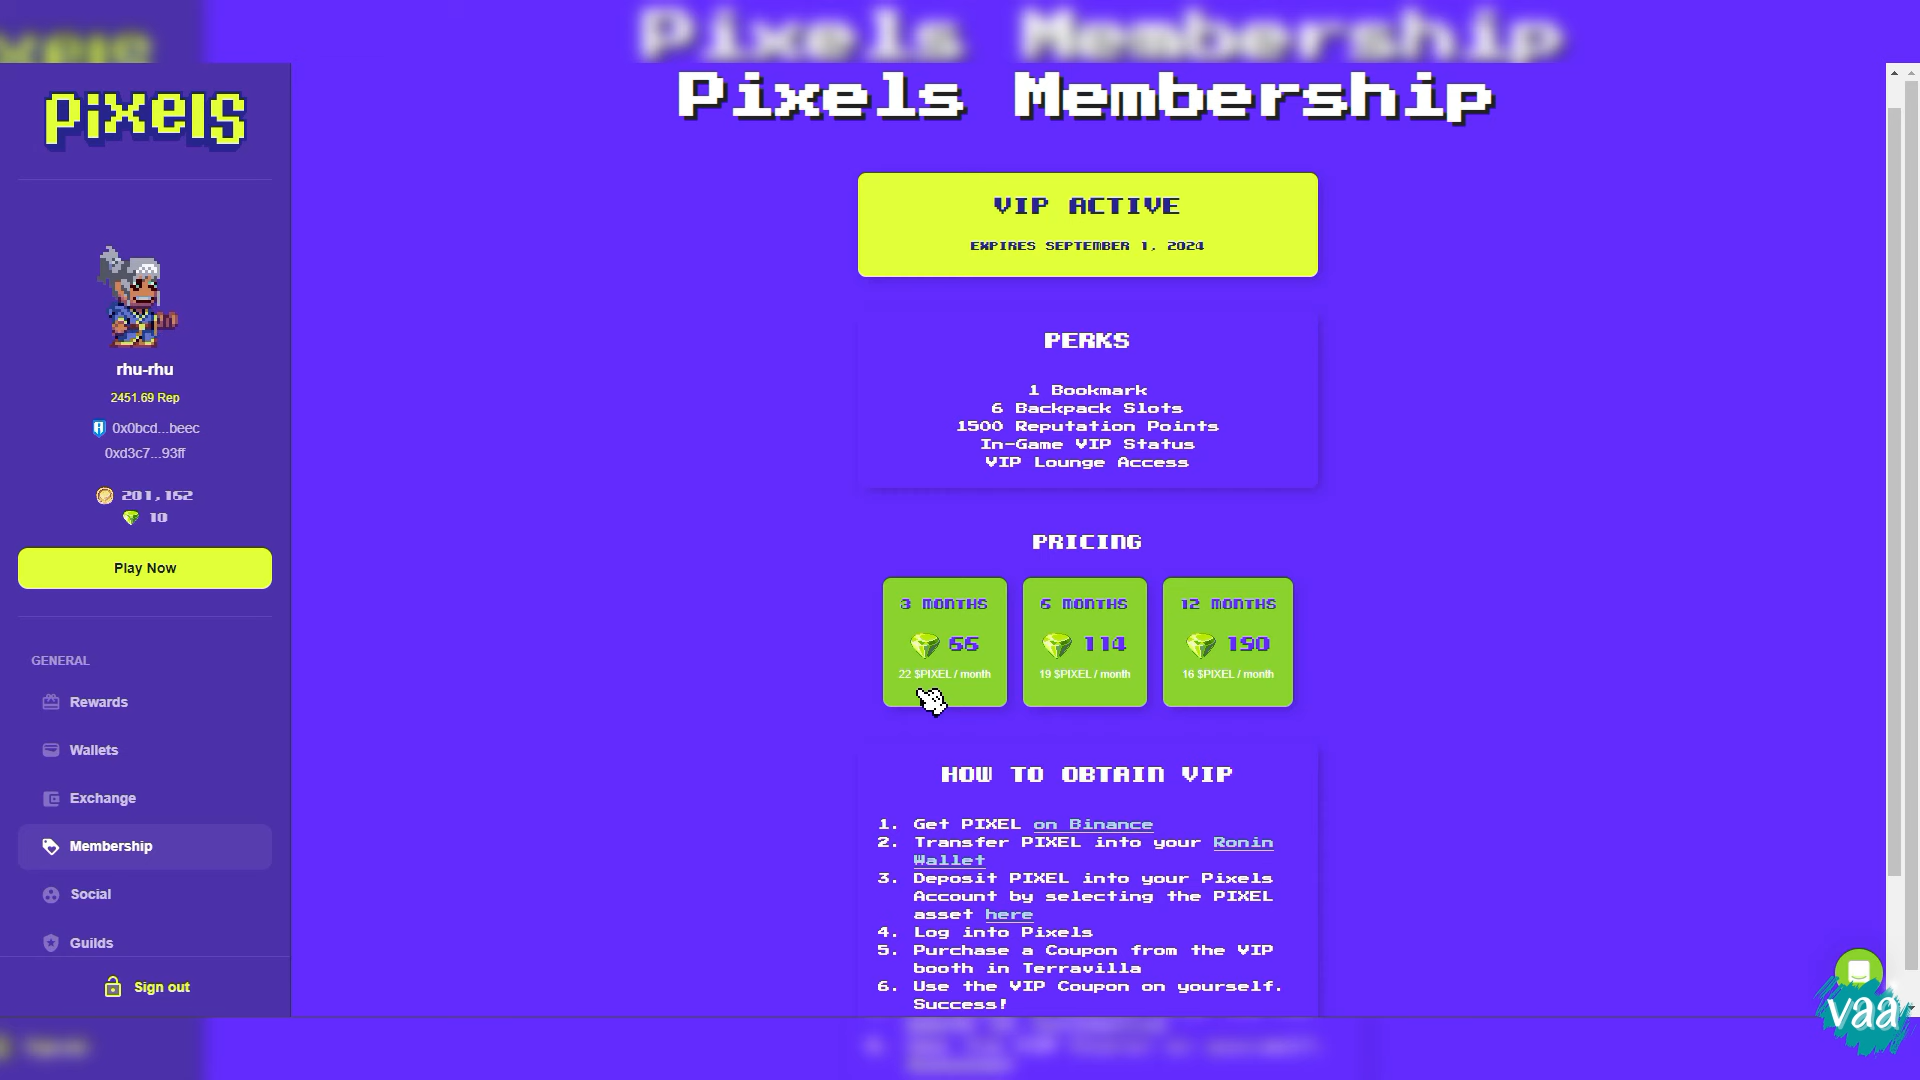 Pixels Membership
pixels
Pixels Membership
VIP ACTIVE
EXPIRES SEPTEMBER 1, 2024
rhu-rhu
2451.69 Rep
0x0bcd...beec
0xd3c7...93ff
201,162
10
Play Now
GENERAL
Rewards
Wallets
Exchange
Membership
Social
Guilds
Sign out
PERKS
1 Bookmark
6 Backpack Slots
1500 Reputation Points
In-Game VIP Status
VIP Lounge Access
PRICING
3 MONTHS
66
22 $PIXEL / month
6 MONTHS
114
19 $PIXEL / month
12 MONTHS
190
16 $PIXEL / month
HOW TO OBTAIN VIP
1. Get PIXEL on Binance
2. Transfer PIXEL into your Ronin
Wallet
3. Deposit PIXEL into your Pixels
Account by selecting the PIXEL
asset here
4. Log into Pixels
5. Purchase a Coupon from the VIP
booth in Terravilla
6. Use the VIP Coupon on yourself.
Success!
vaa